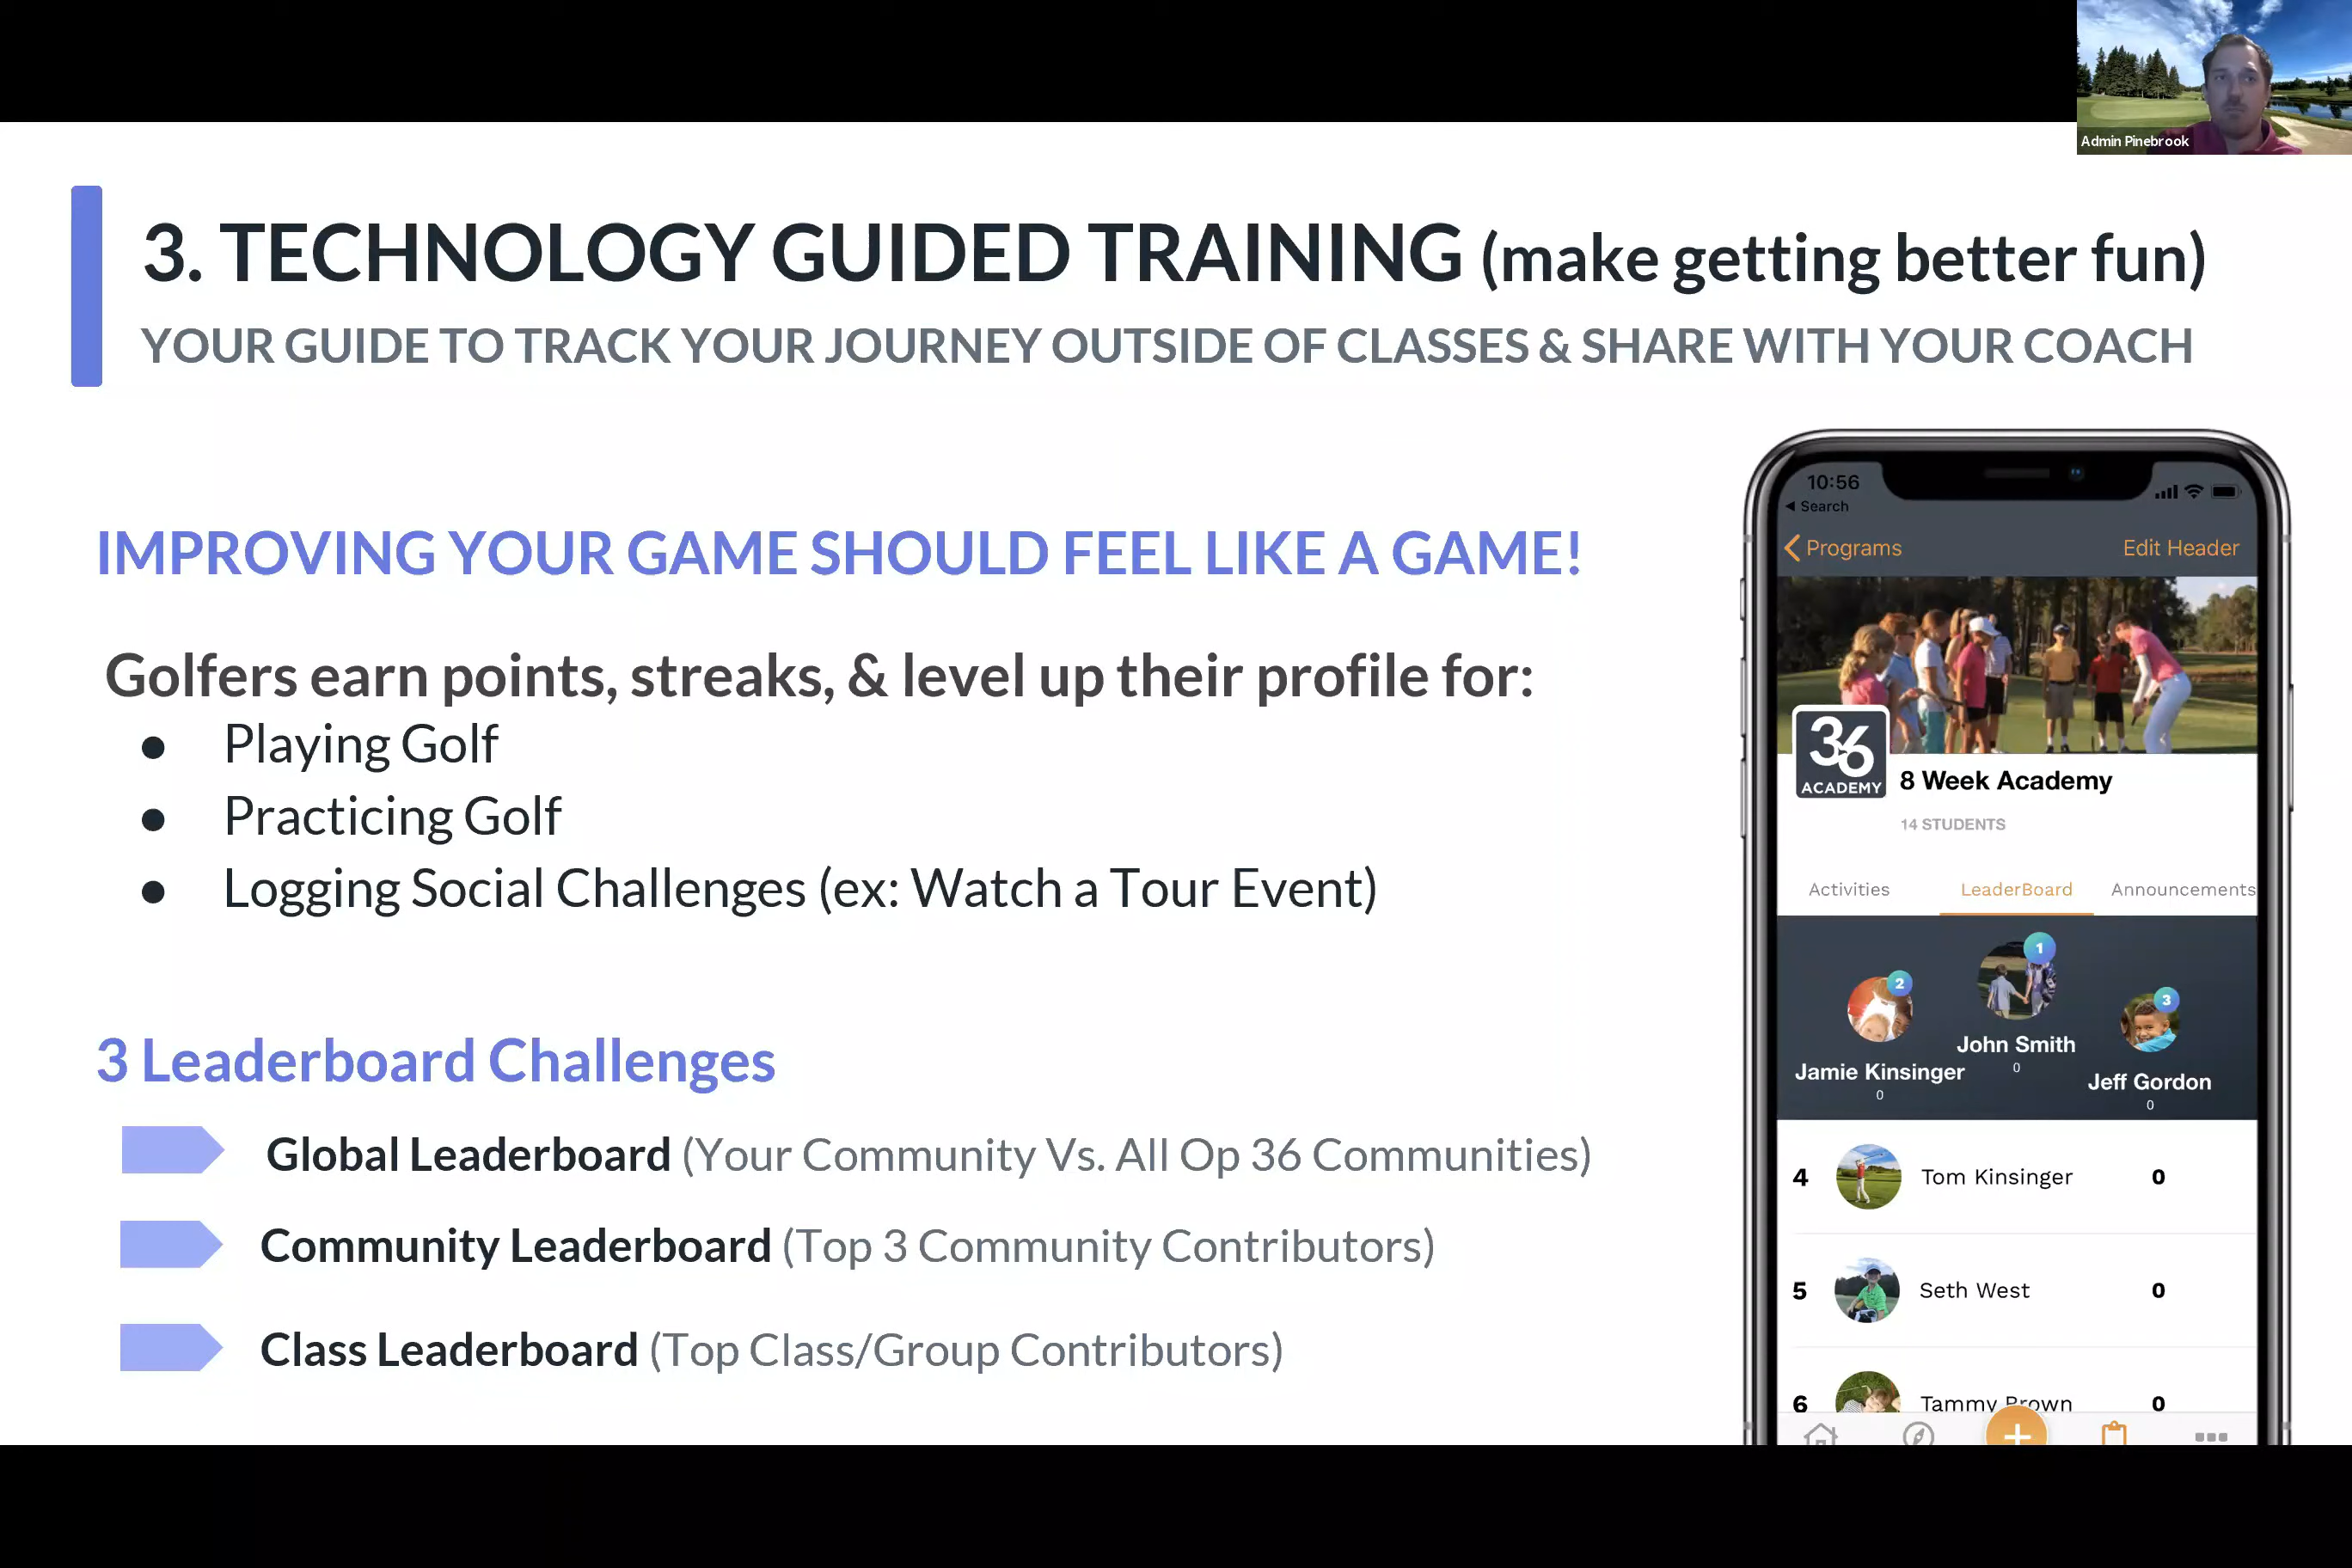 Admin Pinebrook
3. TECHNOLOGY GUIDED TRAINING (make getting better fun)
YOUR GUIDE TO TRACK YOUR JOURNEY OUTSIDE OF CLASSES & SHARE WITH YOUR COACH
IMPROVING YOUR GAME SHOULD FEEL LIKE A GAME!
Golfers earn points, streaks, & level up their profile for:
● Playing Golf
● Practicing Golf
● Logging Social Challenges (ex: Watch a Tour Event)
3 Leaderboard Challenges
Global Leaderboard (Your Community Vs. All Op 36 Communities)
Community Leaderboard (Top 3 Community Contributors)
Class Leaderboard (Top Class/Group Contributors)
10:56
Search
Programs Edit Header
36
ACADEMY
8 Week Academy
14 STUDENTS
Activities LeaderBoard Announcements
2 1 3
John Smith
0
Jamie Kinsinger
0
Jeff Gordon
0
4 Tom Kinsinger 0
5 Seth West 0
6 Tammy Brown 0